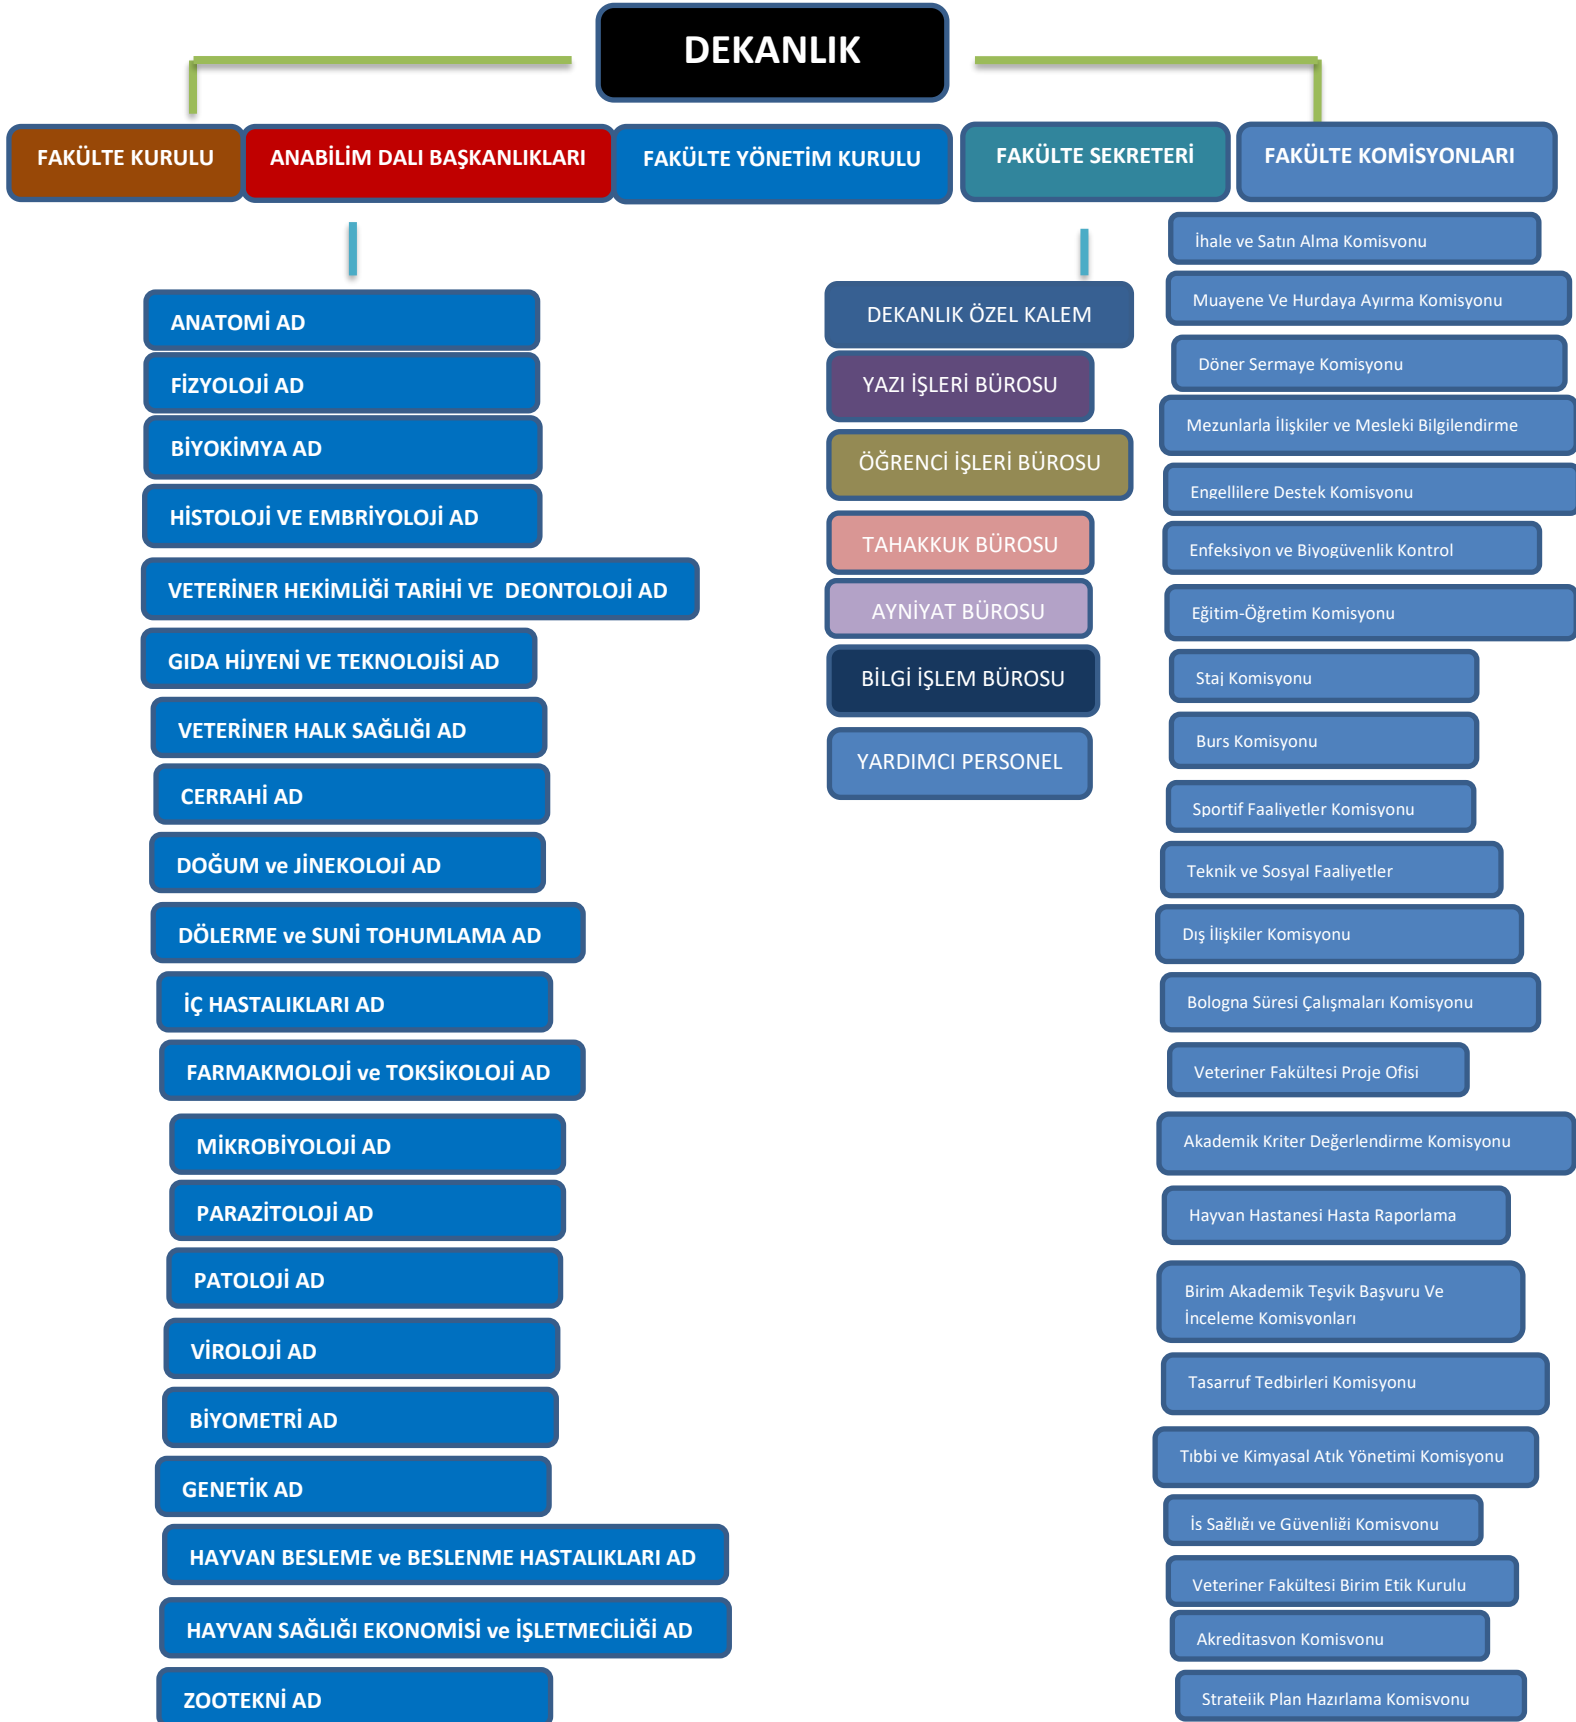 DEKANLIK
FAKÜLTE KURULU
ANABİLİM DALI BAŞKANLIKLARI
FAKÜLTE YÖNETİM KURULU
FAKÜLTE SEKRETERİ
FAKÜLTE KOMİSYONLARI
ANATOMİ AD
FİZYOLOJİ AD
BİYOKİMYA AD
HİSTOLOJİ VE EMBRİYOLOJİ AD
VETERİNER HEKİMLİĞİ TARİHİ VE DEONTOLOJİ AD
GIDA HİJYENİ VE TEKNOLOJİSİ AD
VETERİNER HALK SAĞLIĞI AD
CERRAHİ AD
DOĞUM ve JİNEKOLOJİ AD
DÖLERME ve SUNİ TOHUMLAMA AD
İÇ HASTALIKLARI AD
FARMAKMOLOJİ ve TOKSİKOLOJİ AD
MİKROBİYOLOJİ AD
PARAZİTOLOJİ AD
PATOLOJİ AD
VİROLOJİ AD
BİYOMETRİ AD
GENETİK AD
HAYVAN BESLEME ve BESLENME HASTALIKLARI AD
HAYVAN SAĞLIĞI EKONOMİSİ ve İŞLETMECİLİĞİ AD
ZOOTEKNİ AD
DEKANLIK ÖZEL KALEM
YAZI İŞLERİ BÜROSU
ÖĞRENCİ İŞLERİ BÜROSU
TAHAKKUK BÜROSU
AYNİYAT BÜROSU
BİLGİ İŞLEM BÜROSU
YARDIMCI PERSONEL
İhale ve Satın Alma Komisyonu
Muayene Ve Hurdaya Ayırma Komisyonu
Döner Sermaye Komisyonu
Mezunlarla İlişkiler ve Mesleki Bilgilendirme
Engellilere Destek Komisyonu
Enfeksiyon ve Biyogüvenlik Kontrol
Eğitim-Öğretim Komisyonu
Staj Komisyonu
Burs Komisyonu
Sportif Faaliyetler Komisyonu
Teknik ve Sosyal Faaliyetler
Dış İlişkiler Komisyonu
Bologna Süresi Çalışmaları Komisyonu
Veteriner Fakültesi Proje Ofisi
Akademik Kriter Değerlendirme Komisyonu
Hayvan Hastanesi Hasta Raporlama
Birim Akademik Teşvik Başvuru Ve
İnceleme Komisyonları
Tasarruf Tedbirleri Komisyonu
Tıbbi ve Kimyasal Atık Yönetimi Komisyonu
İş Sağlığı ve Güvenliği Komisyonu
Veteriner Fakültesi Birim Etik Kurulu
Akreditasyon Komisyonu
Stratejik Plan Hazırlama Komisyonu